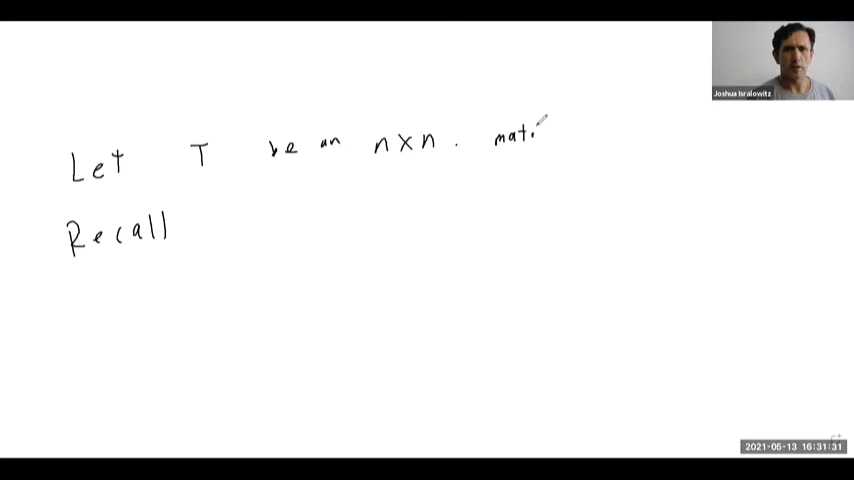 Joshua Isralowitz
Let T be an n×n. mat.
Recall
2021-05-13 16:31:31